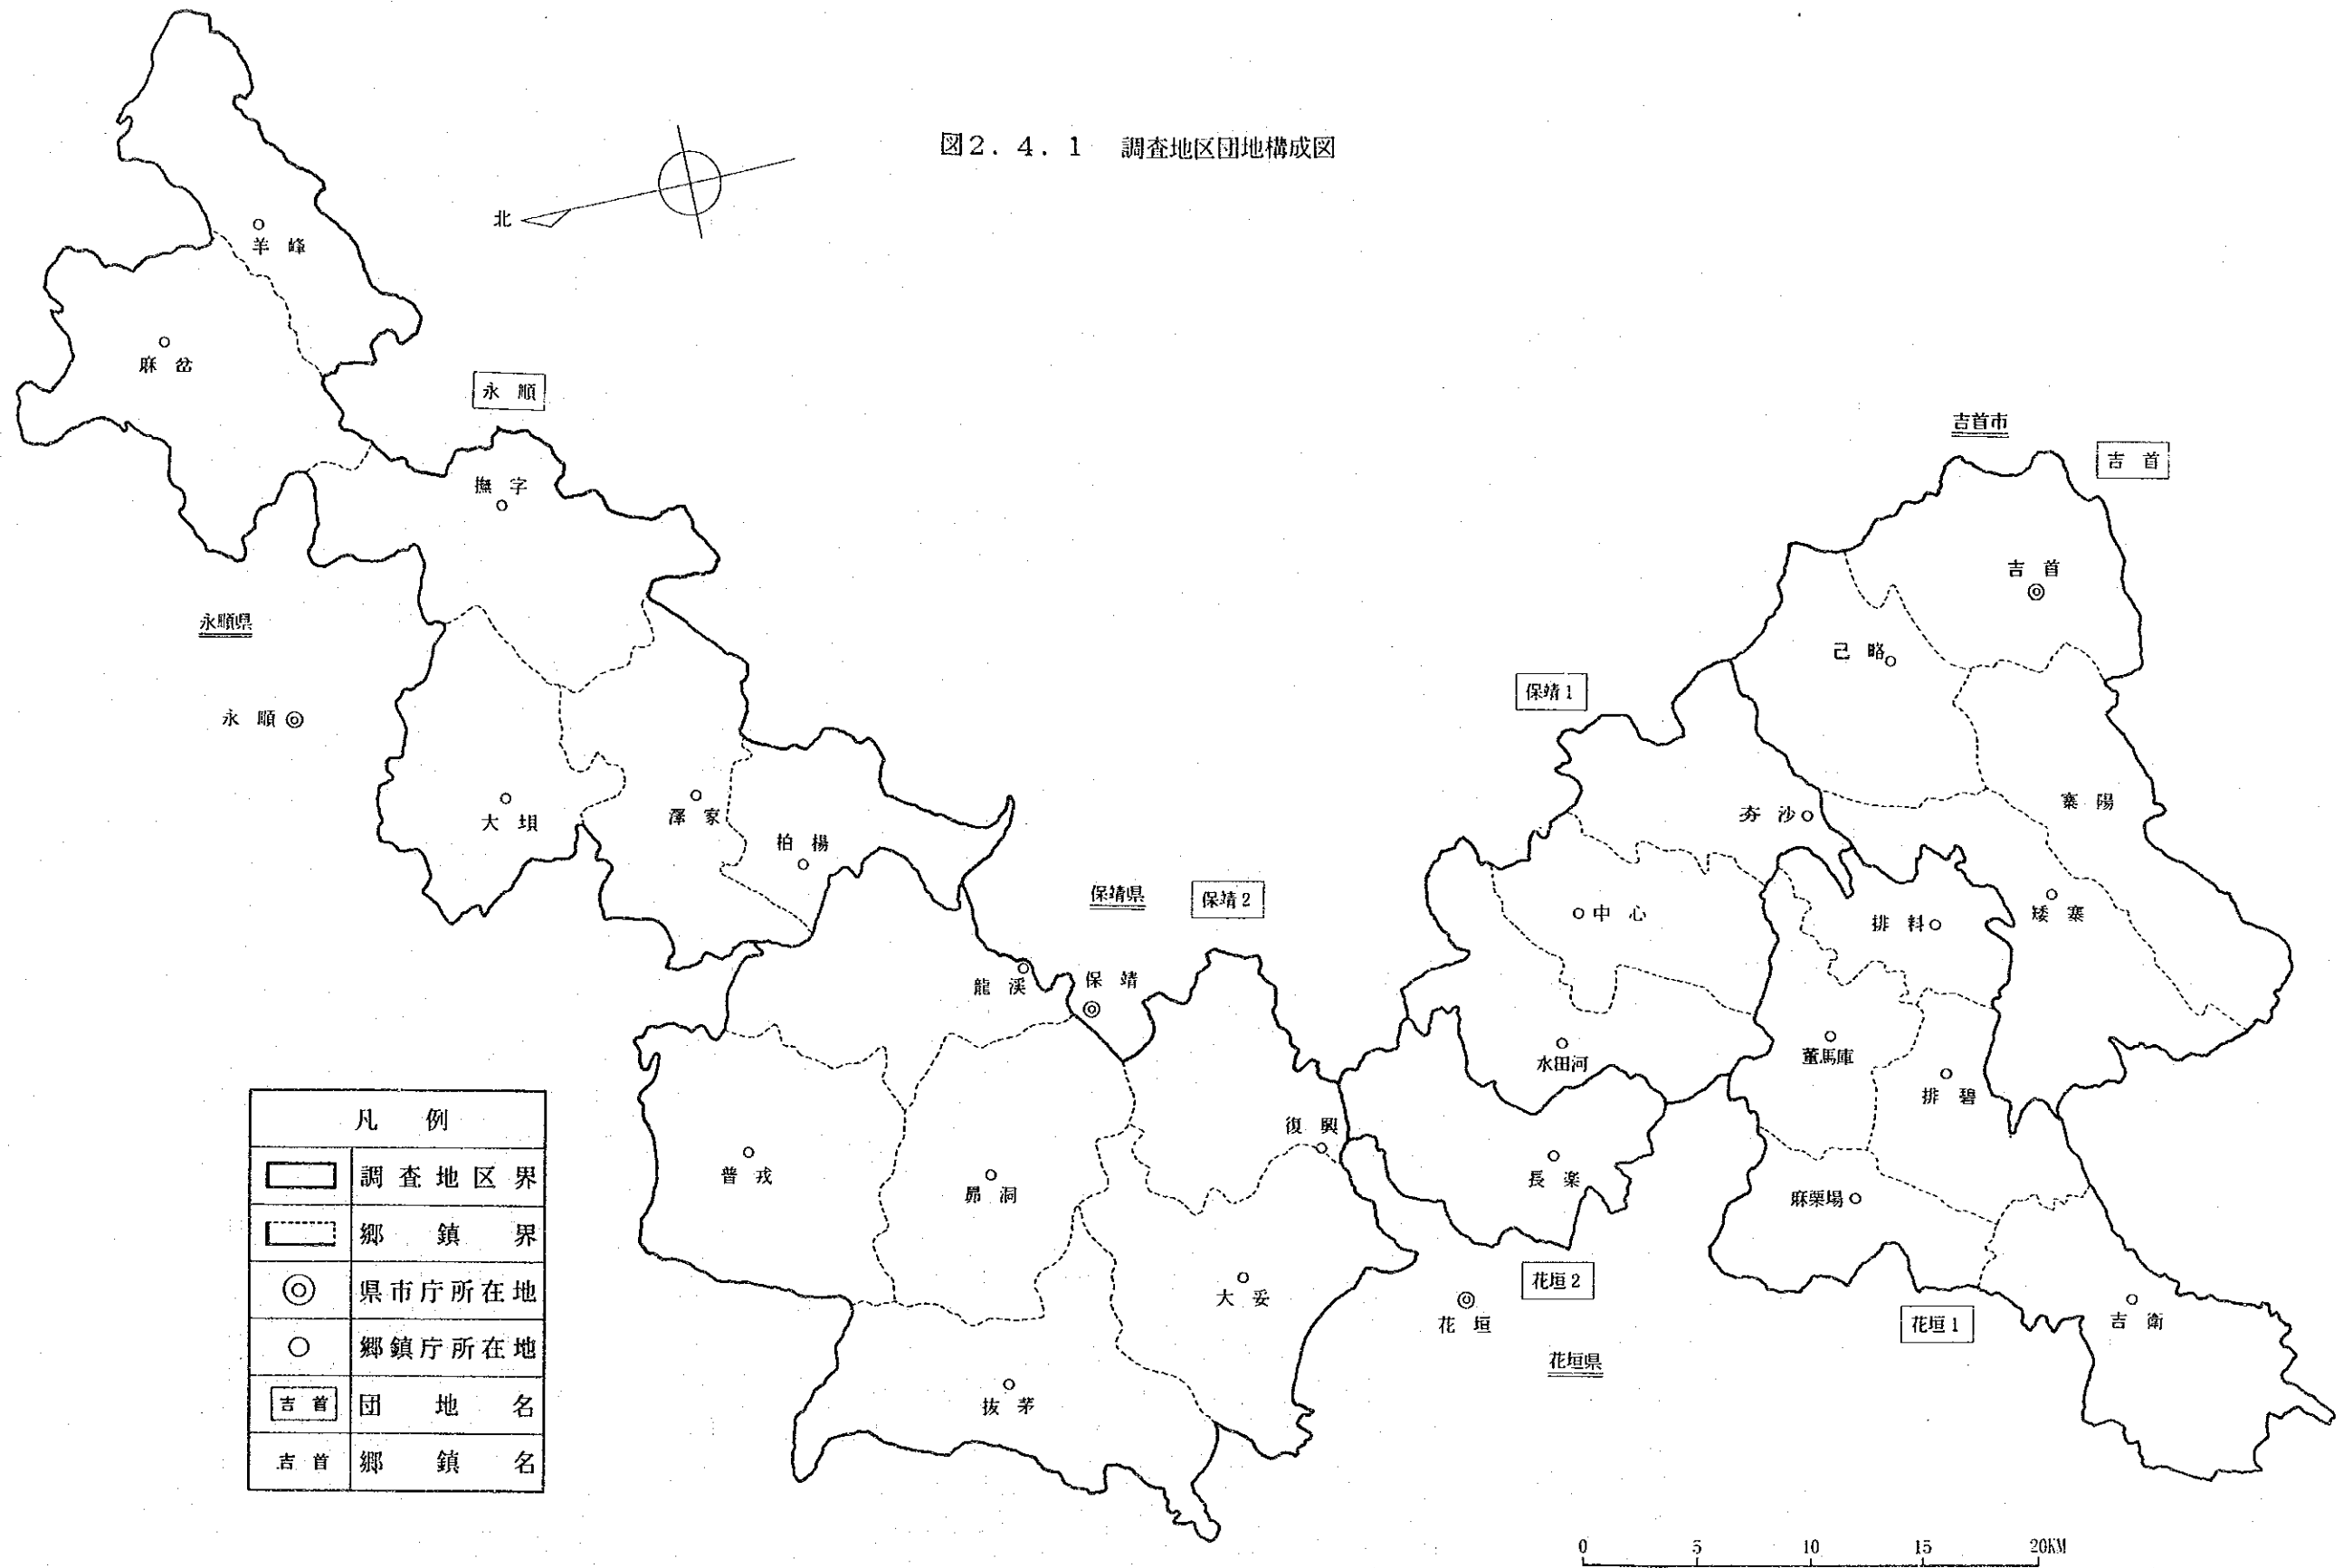 図2．4．1　調査地区団地構成図
北
羊峰
麻岔
永順
撫字
吉首市
吉首
吉首
永順県
己略
保靖1
永順
寨陽
大垻
澤家
夯沙
柏楊
保靖県
保靖2
中心
排料
矮寨
龍溪
保靖
水田河
董馬庫
排碧
復興
普戎
昴洞
長楽
麻栗場
大妥
花垣2
花垣
花垣1
吉衛
花垣県
抜茅
凡例
調査地区界
郷鎮界
県市庁所在地
郷鎮庁所在地
吉首 団地名
吉首 郷鎮名
0 5 10 15 20KM